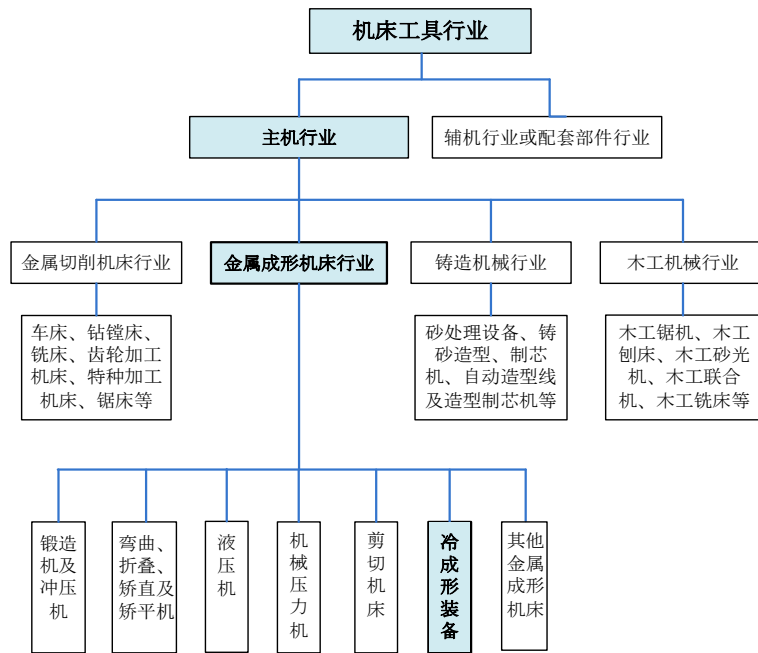 机床工具行业
主机行业
辅机行业或配套部件行业
金属切削机床行业
金属成形机床行业
铸造机械行业
木工机械行业
车床、钻镗床、
铣床、齿轮加工
机床、特种加工
机床、锯床等
砂处理设备、铸
砂造型、制芯
机、自动造型线
及造型制芯机等
木工锯机、木工
刨床、木工砂光
机、木工联合
机、木工铣床等
锻造
机及
冲压
机
弯曲、
折叠、
矫直及
矫平机
液
压
机
机
械
压
力
机
剪
切
机
床
冷
成
形
装
备
其他
金属
成形
机床